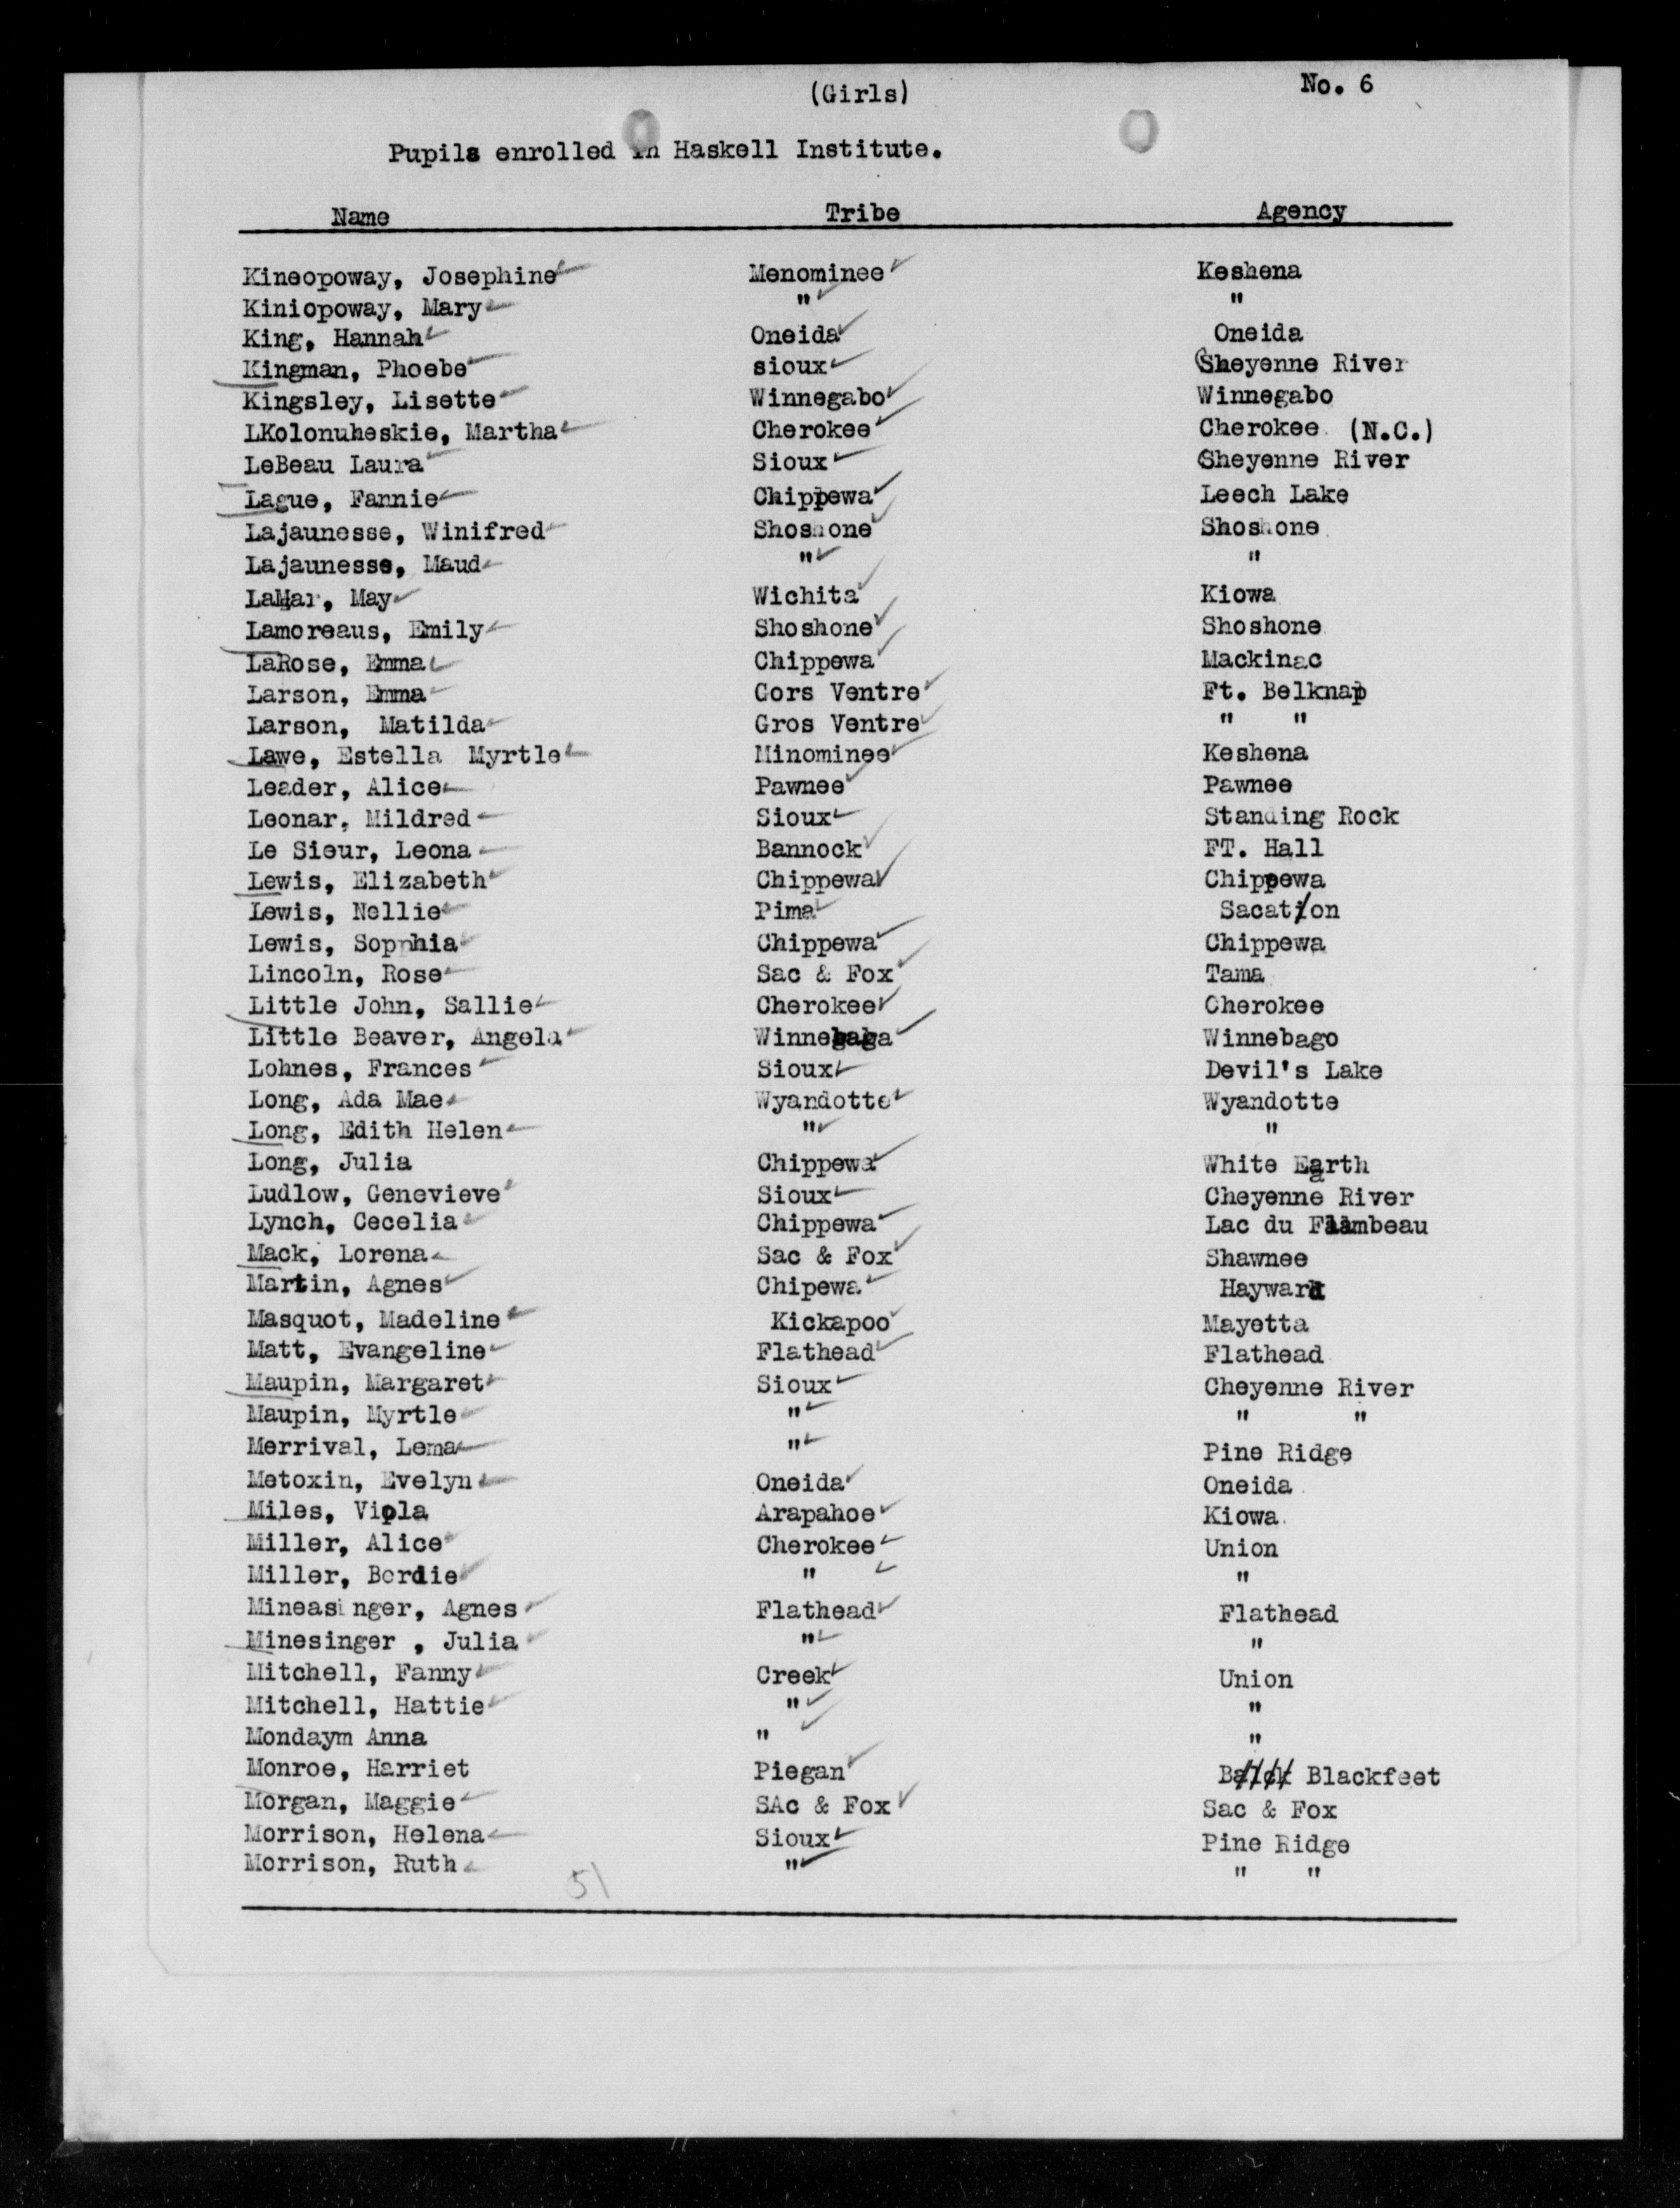 (Girls) No. 6
Pupils enrolled in Haskell Institute.
Name Tribe Agency
Kineopoway, Josephine Menominee Keshena
Kiniopoway, Mary " "
King, Hannah Oneida Oneida
Kingman, Phoebe sioux Cheyenne River
Kingsley, Lisette Winnegabo Winnegabo
LKolonuheskie, Martha Cherokee Cherokee (N.C.)
LeBeau Laura Sioux Cheyenne River
Lague, Fannie Chippewa Leech Lake
Lajaunesse, Winifred Shoshone Shoshone
Lajaunesse, Maud " "
LaMar, May Wichita Kiowa
Lamoreaus, Emily Shoshone Shoshone
LaRose, Emma Chippewa Mackinac
Larson, Emma Gors Ventre Ft. Belknap
Larson, Matilda Gros Ventre " "
Lawe, Estella Myrtle Minominee Keshena
Leader, Alice Pawnee Pawnee
Leonar, Mildred Sioux Standing Rock
Le Sieur, Leona Bannock FT. Hall
Lewis, Elizabeth Chippewa Chippewa
Lewis, Nellie Pima Sacaton
Lewis, Sopphia Chippewa Chippewa
Lincoln, Rose Sac & Fox Tama
Little John, Sallie Cherokee Cherokee
Little Beaver, Angela Winnebaga Winnebago
Lohnes, Frances Sioux Devil's Lake
Long, Ada Mae Wyandotte Wyandotte
Long, Edith Helen " "
Long, Julia Chippewa White Earth
Ludlow, Genevieve Sioux Cheyenne River
Lynch, Cecelia Chippewa Lac du Flambeau
Mack, Lorena Sac & Fox Shawnee
Martin, Agnes Chipewa Hayward
Masquot, Madeline Kickapoo Mayetta
Matt, Evangeline Flathead Flathead
Maupin, Margaret Sioux Cheyenne River
Maupin, Myrtle " " "
Merrival, Lema " Pine Ridge
Metoxin, Evelyn Oneida Oneida
Miles, Viola Arapahoe Kiowa
Miller, Alice Cherokee Union
Miller, Berdie " "
Mineasinger, Agnes Flathead Flathead
Minesinger , Julia " "
Mitchell, Fanny Creek Union
Mitchell, Hattie " "
Mondaym Anna " "
Monroe, Harriet Piegan Blackfeet
Morgan, Maggie SAc & Fox Sac & Fox
Morrison, Helena Sioux Pine Ridge
Morrison, Ruth " " "
51